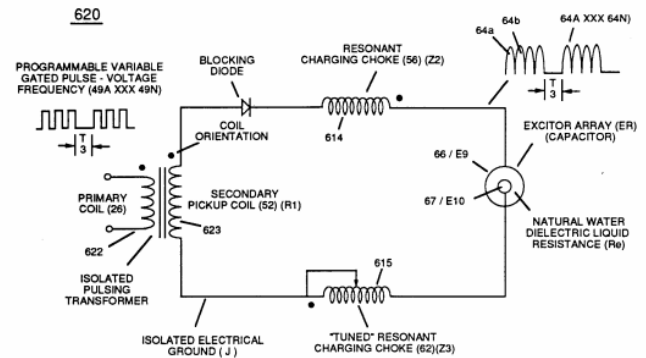 620
PROGRAMMABLE VARIABLE
GATED PULSE - VOLTAGE
FREQUENCY (49A XXX 49N)
T
3
BLOCKING
DIODE
RESONANT
CHARGING CHOKE (56) (Z2)
614
64a
64b
64A XXX 64N)
T
3
COIL
ORIENTATION
EXCITOR ARRAY (ER)
(CAPACITOR)
66 / E9
67 / E10
PRIMARY
COIL (26)
622
SECONDARY
PICKUP COIL (52) (R1)
623
NATURAL WATER
DIELECTRIC LIQUID
RESISTANCE (Re)
ISOLATED
PULSING
TRANSFORMER
615
ISOLATED ELECTRICAL
GROUND ( J )
"TUNED" RESONANT
CHARGING CHOKE (62)(Z3)